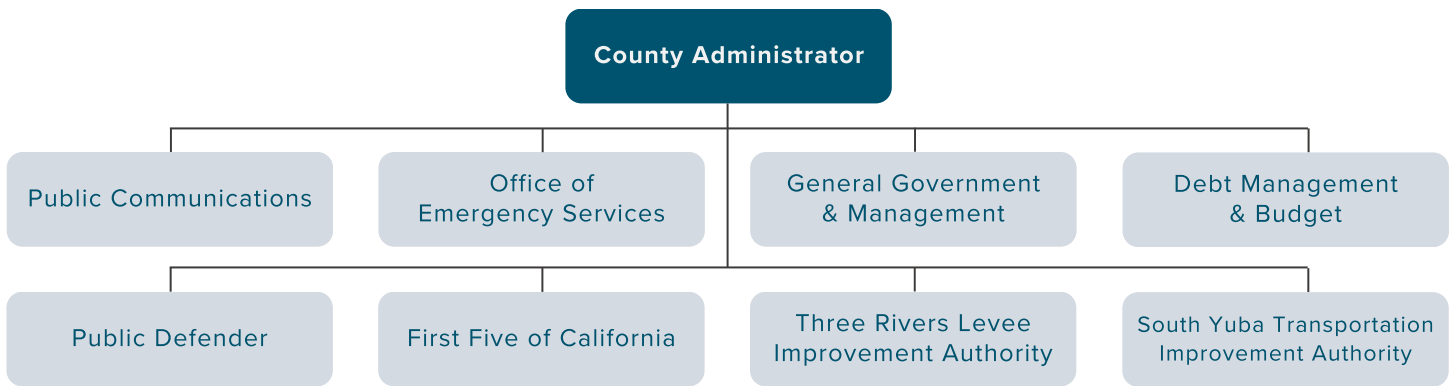 County Administrator
Public Communications
Office of
Emergency Services
General Government
& Management
Debt Management
& Budget
Public Defender
First Five of California
Three Rivers Levee
Improvement Authority
South Yuba Transportation
Improvement Authority